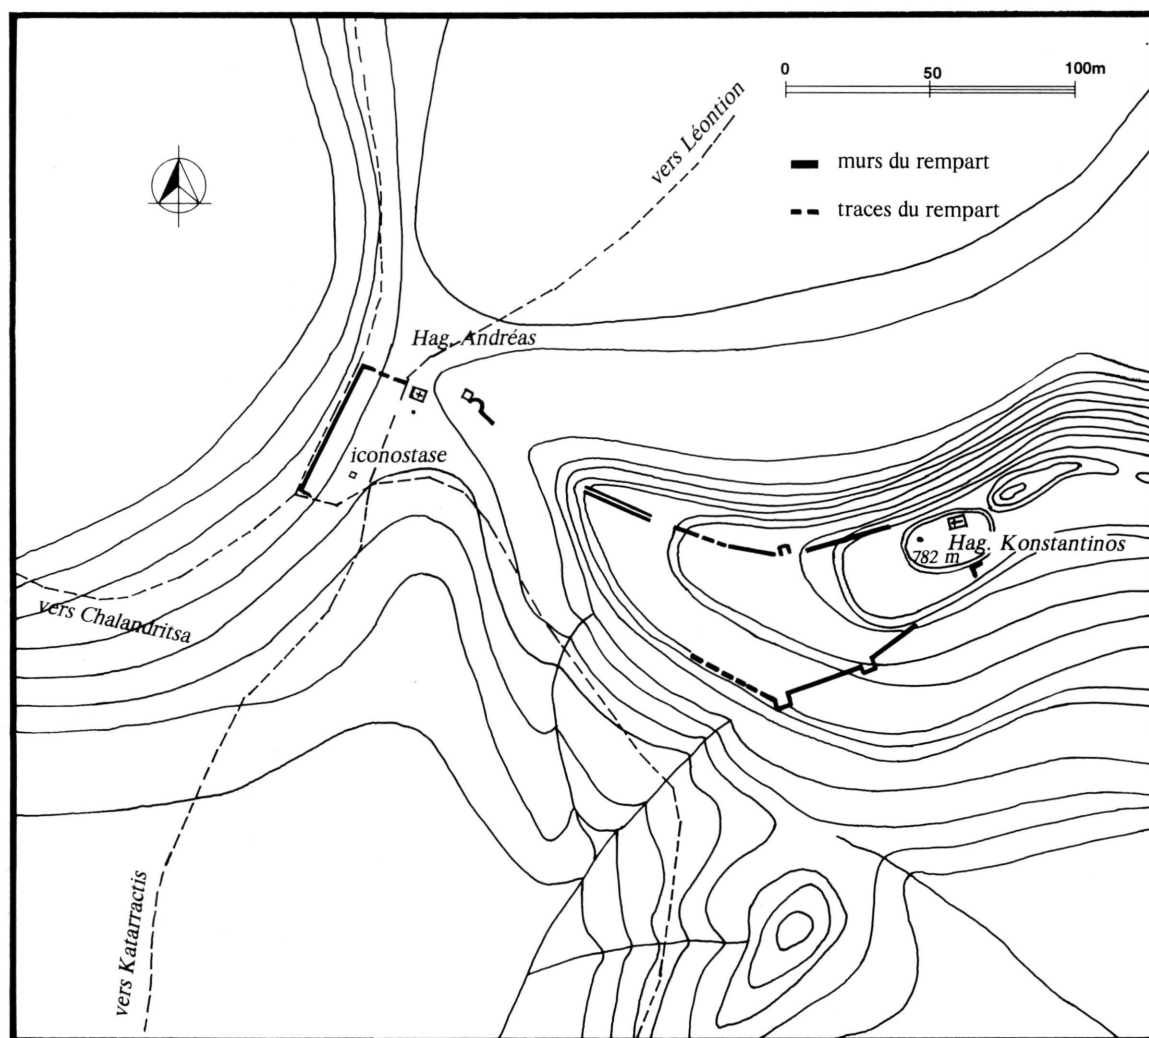 0 50 100m
vers Léontion
murs du rempart
traces du rempart
Hag. Andréas
iconostase
Hag. Konstantinos
782 m
vers Chalandritsa
vers Katarractis